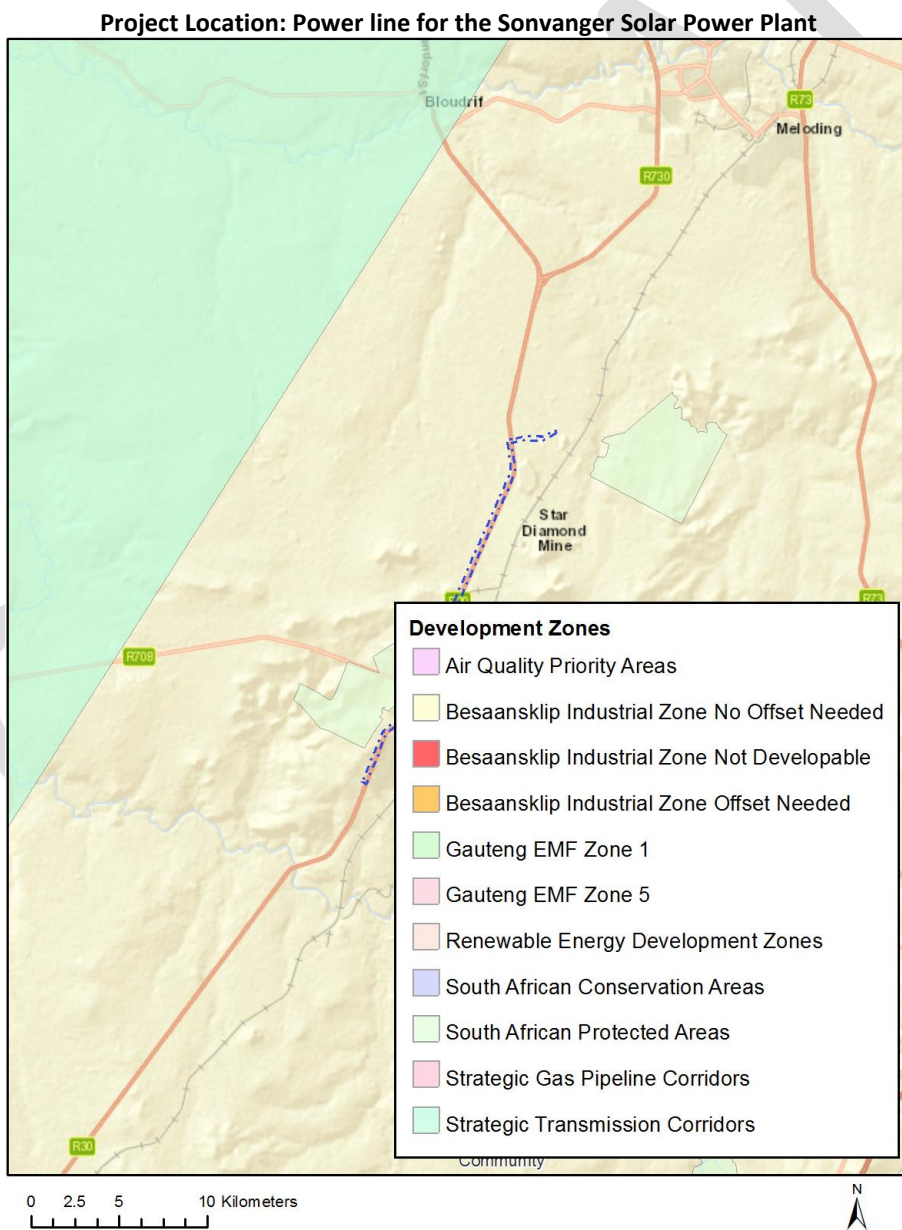 Project Location: Power line for the Sonvanger Solar Power Plant
Bloudrif
R73
Meloding
R730
Star
Diamond
Mine
R73
R708
Development Zones
Air Quality Priority Areas
Besaansklip Industrial Zone No Offset Needed
Besaansklip Industrial Zone Not Developable
Besaansklip Industrial Zone Offset Needed
Gauteng EMF Zone 1
Gauteng EMF Zone 5
Renewable Energy Development Zones
South African Conservation Areas
South African Protected Areas
Strategic Gas Pipeline Corridors
Strategic Transmission Corridors
R30
Community
0 2.5 5 10 Kilometers
N